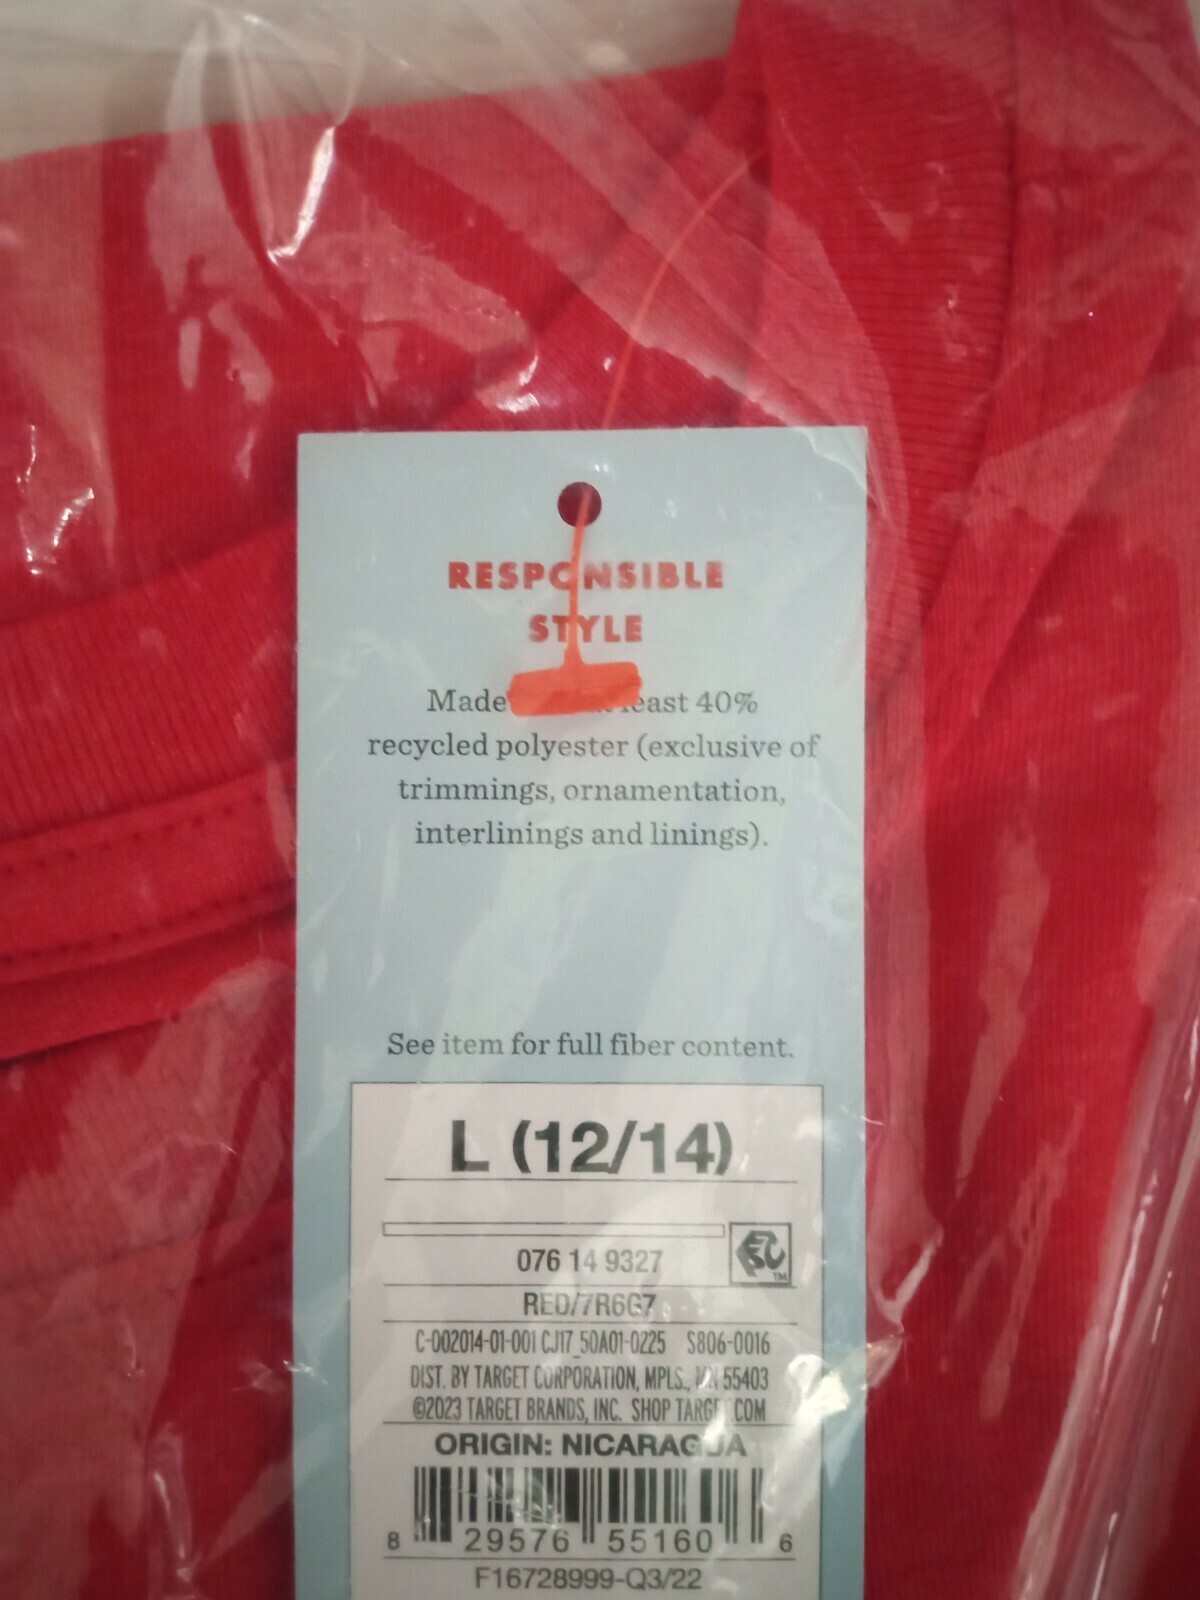 RESPONSIBLE
STYLE
Made least 40%
recycled polyester (exclusive of
trimmings, ornamentation,
interlinings and linings).
See item for full fiber content.
L (12/14)
076 14 9327
RED/7R6G7
C-002014-01-001 CJ17_50A01-0225 S806-0016
DIST. BY TARGET CORPORATION, MPLS., MN 55403
©2023 TARGET BRANDS, INC. SHOP TARGET.COM
ORIGIN: NICARAGUA
8 29576 55160 6
F16728999-Q3/22